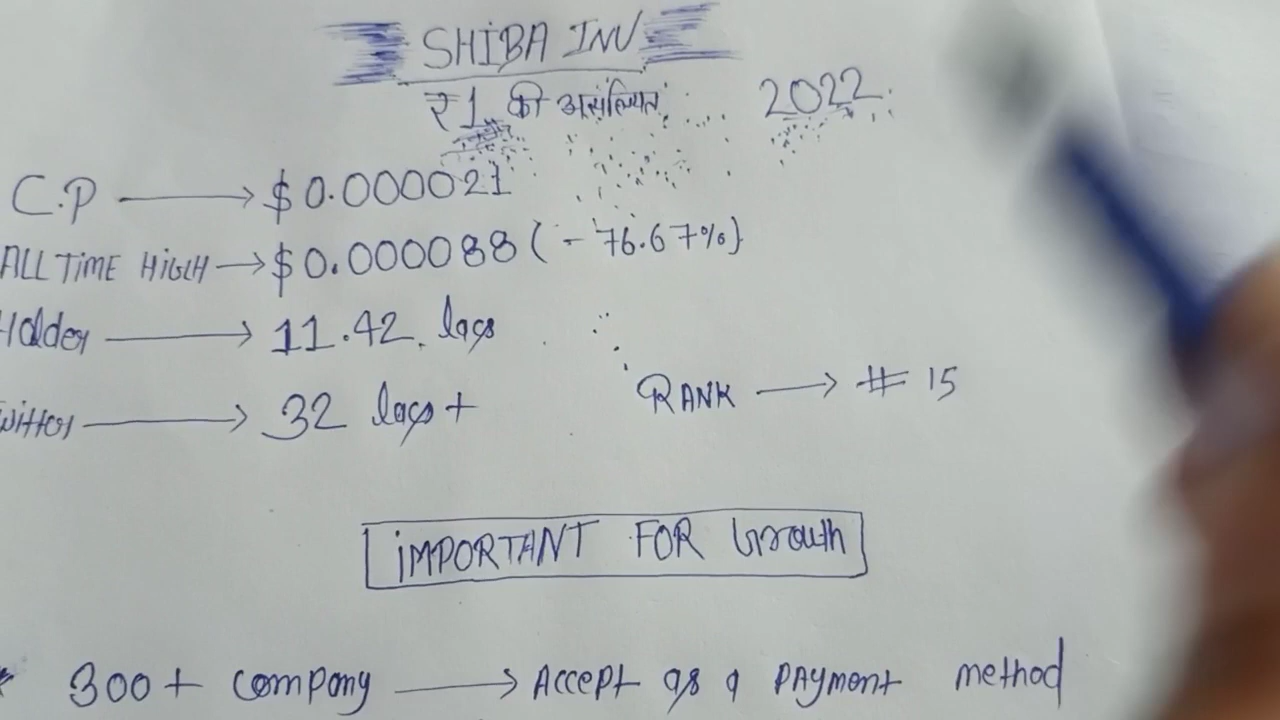 SHIBA INU
₹1 की असलियत 2022
C.P → $0.000021
ALL TIME HIGH → $0.000088 (-76.67%)
Holder → 11.42 lacs
Twitter → 32 lacs+
RANK → #15
IMPORTANT FOR Growth
* 300+ company → Accept as a PAYment method